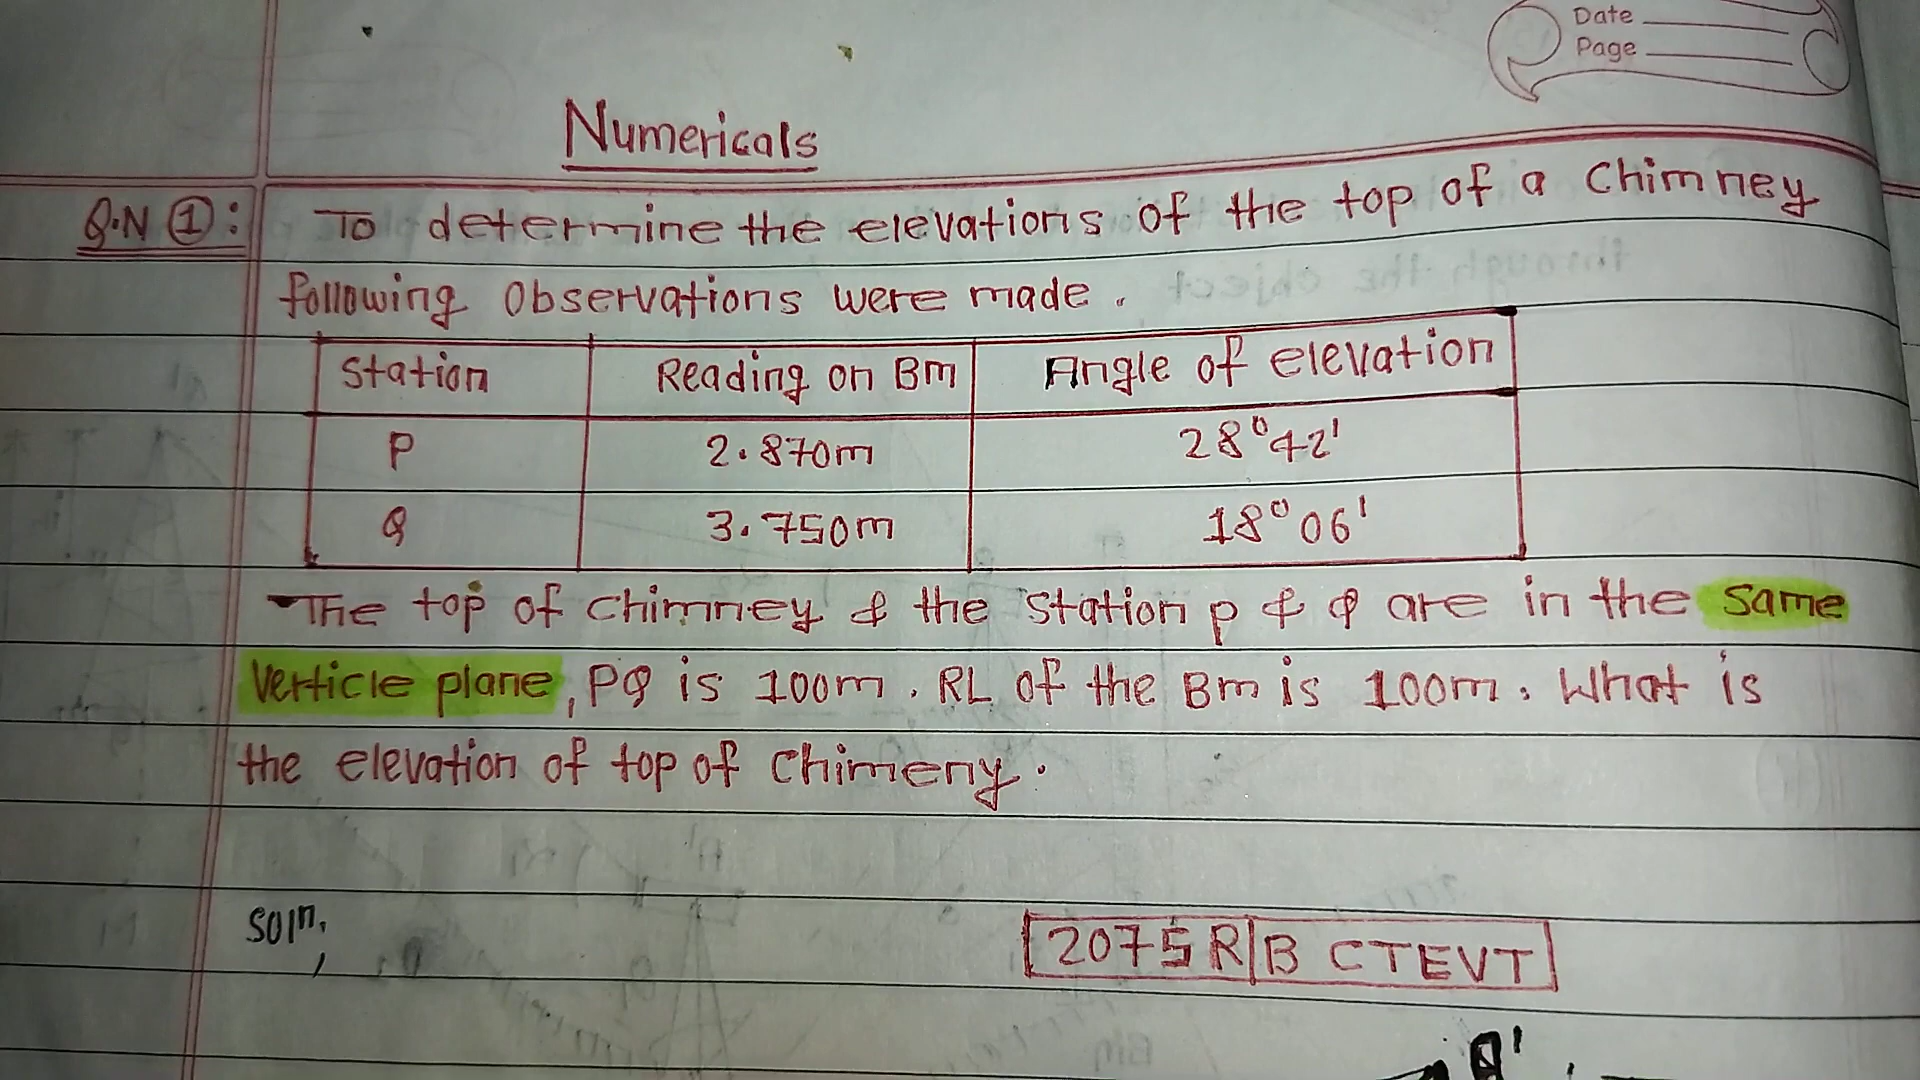 Date
Page
Numericals
Q.N ①: To determine the elevations of the top of a Chimney
following observations were made.
Station Reading on Bm Angle of elevation
P 2.870m 28°42'
Q 3.750m 18°06'
The top of chimney & the station p & Q are in the same
verticle plane, PQ is 100m. RL of the Bm is 100m. What is
the elevation of top of chimeny.
soln;
2075 R/B CTEVT
Q'